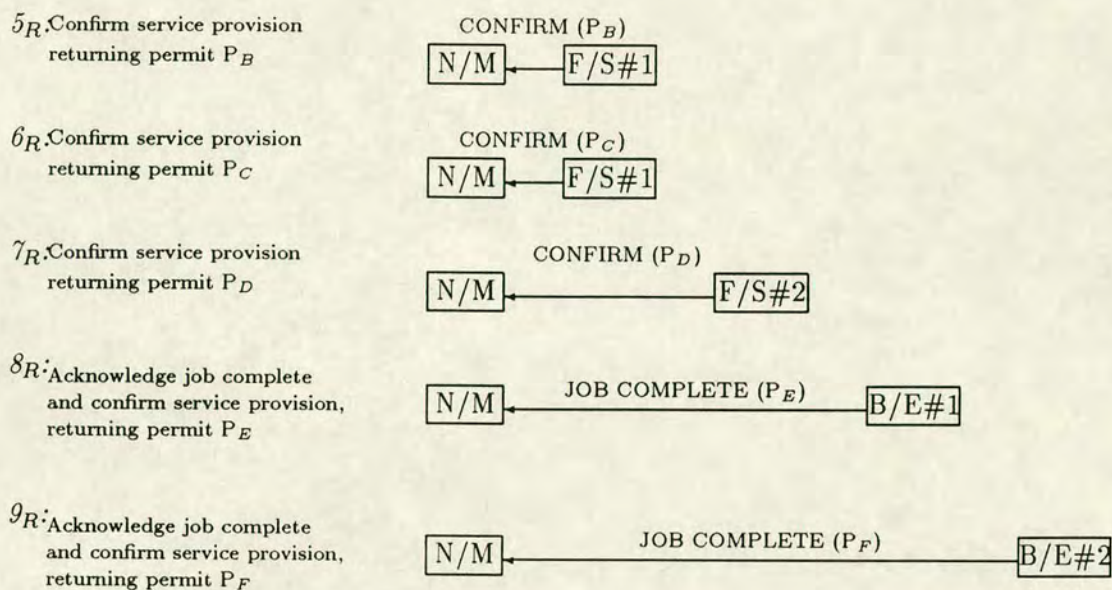 5R:Confirm service provision
returning permit PB
CONFIRM (PB)
N/M F/S#1
6R:Confirm service provision
returning permit PC
CONFIRM (PC)
N/M F/S#1
7R:Confirm service provision
returning permit PD
CONFIRM (PD)
N/M F/S#2
8R:Acknowledge job complete
and confirm service provision,
returning permit PE
JOB COMPLETE (PE)
N/M B/E#1
9R:Acknowledge job complete
and confirm service provision,
returning permit PF
JOB COMPLETE (PF)
N/M B/E#2